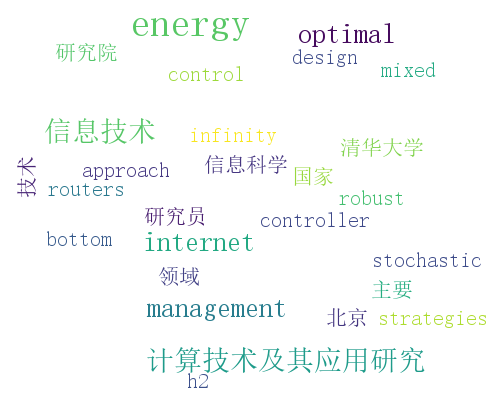 energy
optimal
研究院
design
control
mixed
信息技术
infinity
清华大学
技术
approach
信息科学
国家
routers
robust
研究员
controller
bottom
internet
stochastic
领域
主要
management
北京
strategies
计算技术及其应用研究
h2